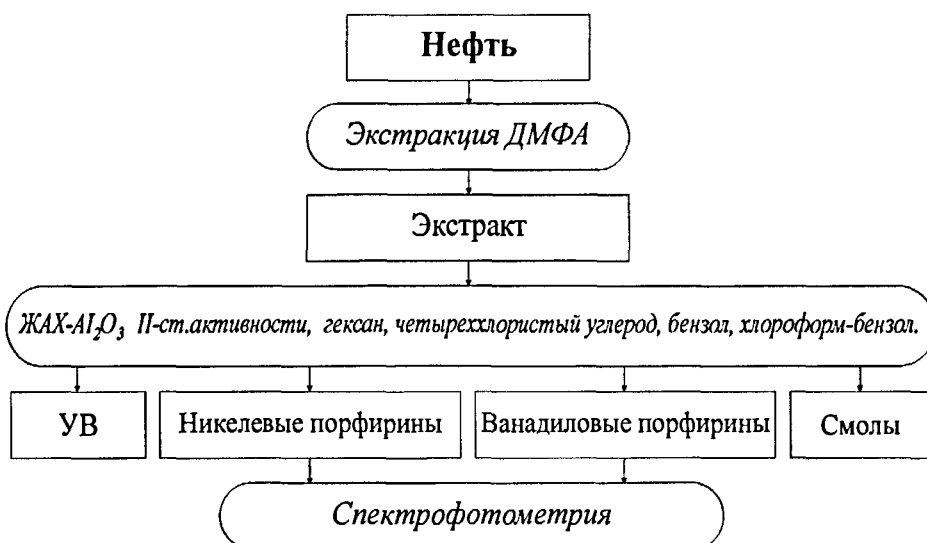 Нефть
Экстракция ДМФА
Экстракт
ЖАХ-Al₂O₃ II-ст.активности, гексан, четыреххлористый углерод, бензол, хлороформ-бензол.
УВ
Никелевые порфирины
Ванадиловые порфирины
Смолы
Спектрофотометрия